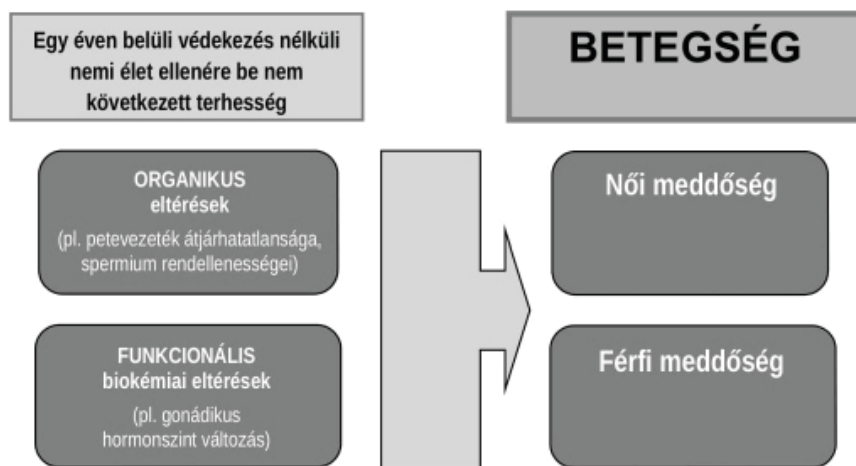 Egy éven belüli védekezés nélküli
nemi élet ellenére be nem
következett terhesség
BETEGSÉG
ORGANIKUS
eltérések
(pl. petevezeték átjárhatatlansága,
spermium rendellenességei)
Női meddőség
FUNKCIONÁLIS
biokémiai eltérések
(pl. gonádikus
hormonszint változás)
Férfi meddőség